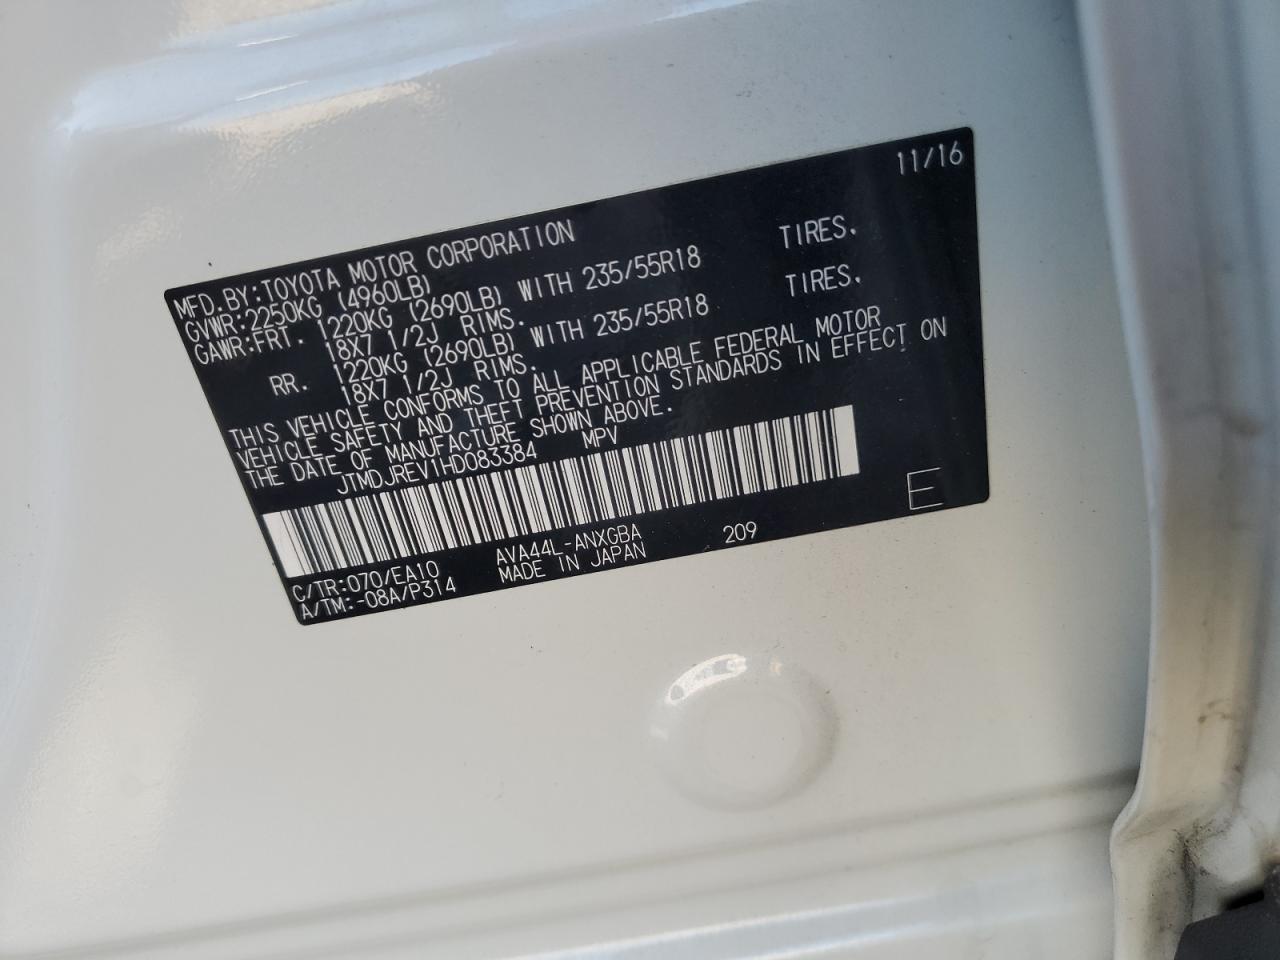 11/16
MFD.BY:TOYOTA MOTOR CORPORATION
GVWR:2250KG (4960LB)
GAWR:FRT. 1220KG (2690LB) WITH 235/55R18 TIRES.
18X7 1/2J RIMS.
RR. 1220KG (2690LB) WITH 235/55R18 TIRES.
18X7 1/2J RIMS.
THIS VEHICLE CONFORMS TO ALL APPLICABLE FEDERAL MOTOR
VEHICLE SAFETY AND THEFT PREVENTION STANDARDS IN EFFECT ON
THE DATE OF MANUFACTURE SHOWN ABOVE.
JTMDJREV1HD083384 MPV
E
C/TR:070/EA10 AVA44L-ANXGBA 209
A/TM:-08A/P314 MADE IN JAPAN